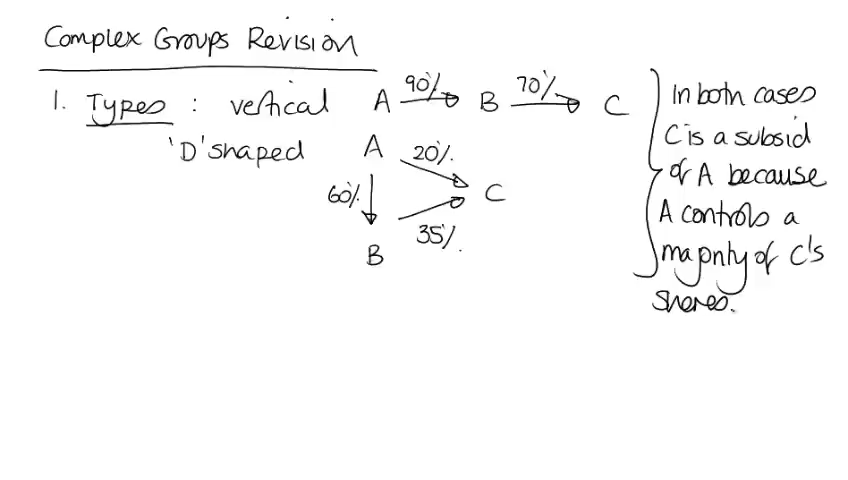 Complex Groups Revision
1. Types : vertical A 90% B 70% C
'D' shaped A 20%
60% C
35%
B
In both cases
C is a subsid
of A because
A controls a
majority of C's
shares.